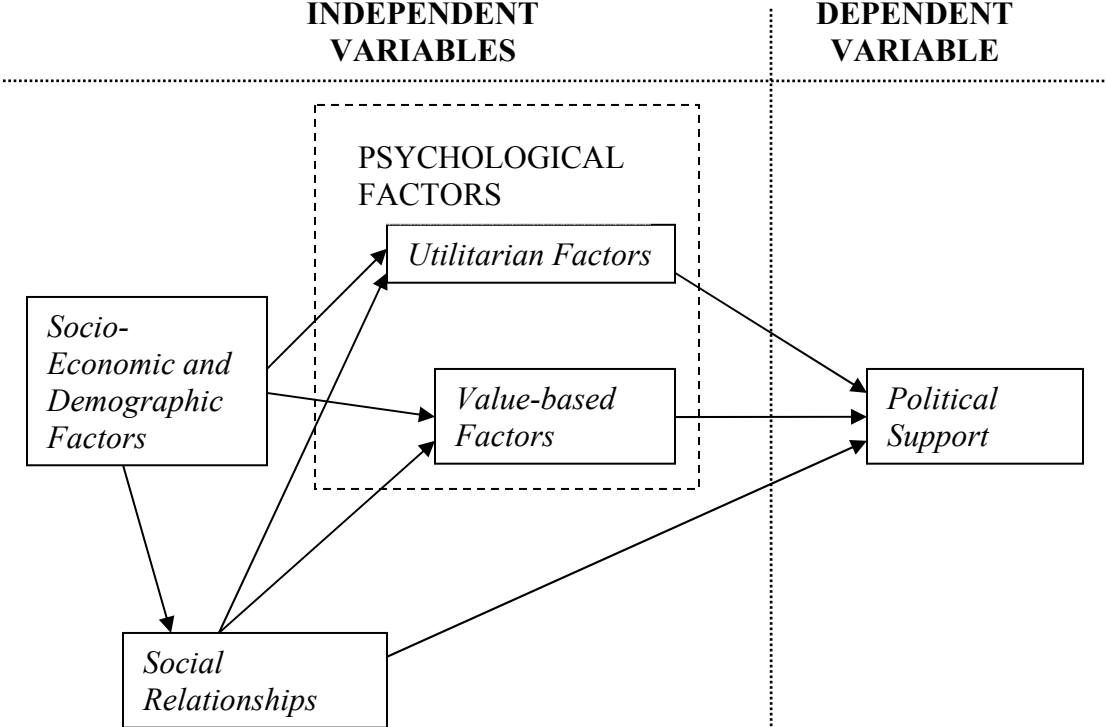 INDEPENDENT
VARIABLES
DEPENDENT
VARIABLE
PSYCHOLOGICAL
FACTORS
Utilitarian Factors
Socio-
Economic and
Demographic
Factors
Value-based
Factors
Political
Support
Social
Relationships